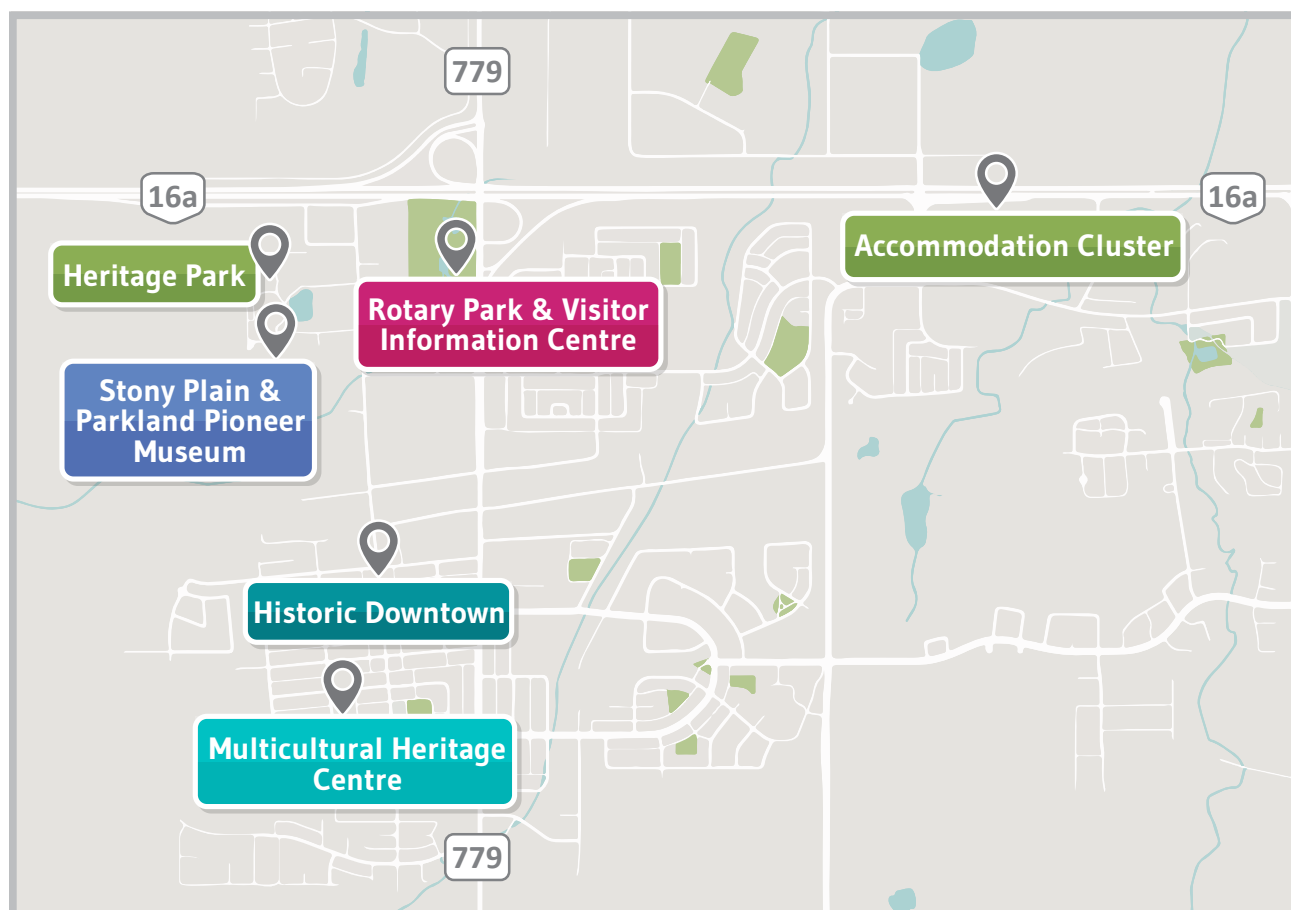 779
16a
16a
Accommodation Cluster
Heritage Park
Rotary Park & Visitor
Information Centre
Stony Plain &
Parkland Pioneer
Museum
Historic Downtown
Multicultural Heritage
Centre
779